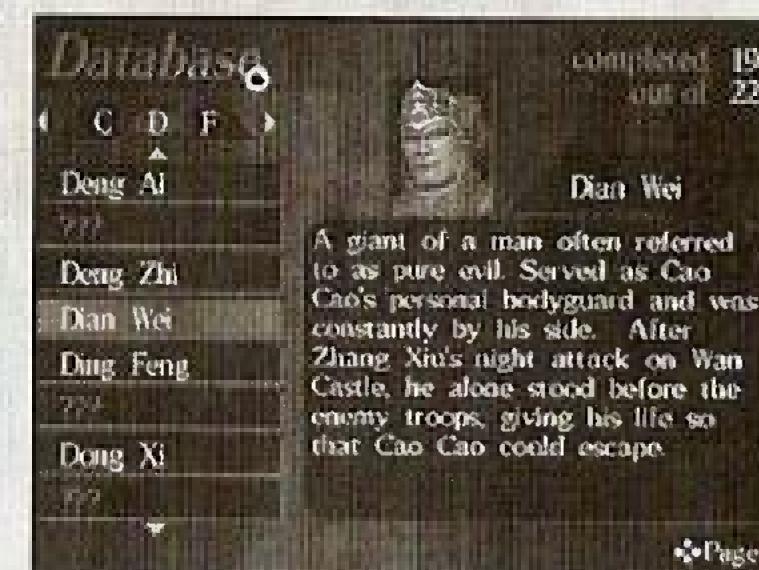 Database
completed 19
out of 22
C D F
Deng Ai
???
Deng Zhi
Dian Wei
Ding Feng
???
Dong Xi
???
Dian Wei
A giant of a man often referred
to as pure evil. Served as Cao
Cao's personal bodyguard and was
constantly by his side. After
Zhang Xiu's night attack on Wan
Castle, he alone stood before the
enemy troops, giving his life so
that Cao Cao could escape.
Page